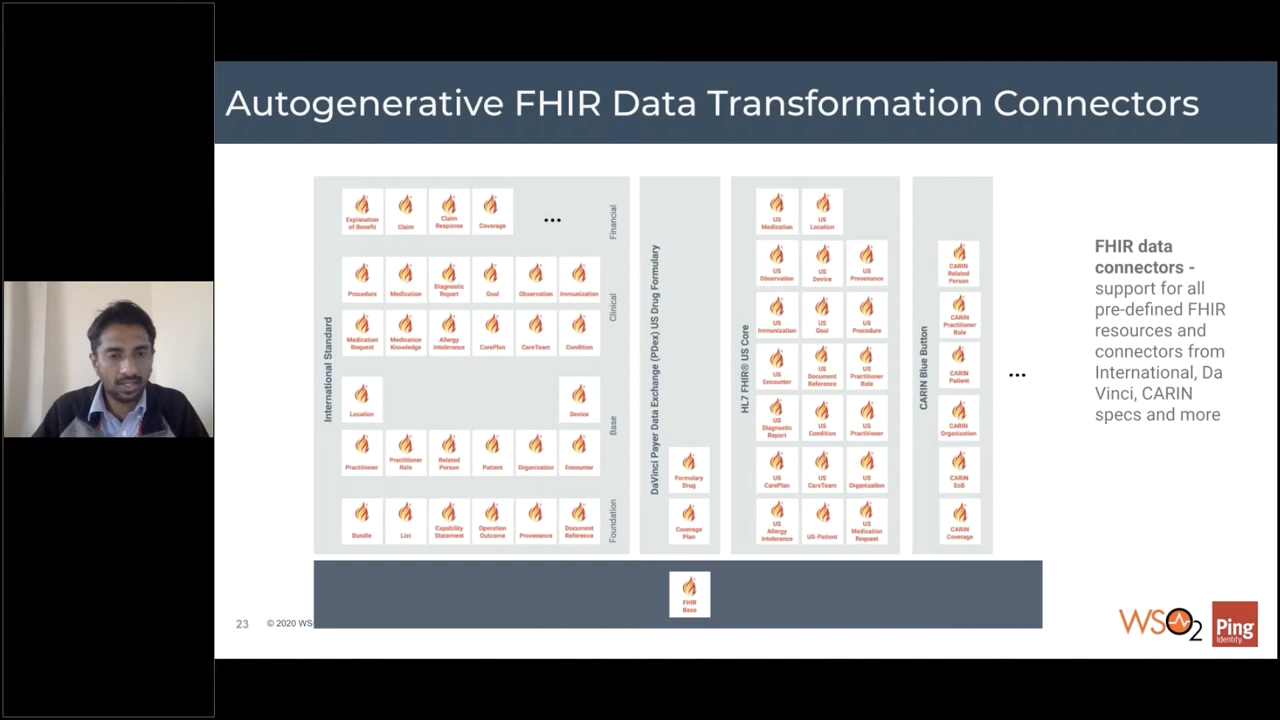 Autogenerative FHIR Data Transformation Connectors
International Standard
Explanation
of Benefit
Claim
Claim
Response
Coverage
...
Financial
Procedure
Medication
Diagnostic
Report
Goal
Observation
Immunization
Clinical
Medication
Request
Medication
Knowledge
Allergy
Intolerence
CarePlan
CareTeam
Condition
Location
Device
Base
Practitioner
Practitioner
Role
Related
Person
Patient
Organization
Encounter
Bundle
List
Capability
Statement
Operation
Outcome
Provenance
Document
Reference
Foundation
DaVinci Payer Data Exchange (PDex) US Drug Formulary
Formulary
Drug
Coverage
Plan
HL7 FHIR® US Core
US
Medication
US
Location
US
Observation
US
Device
US
Provenance
US
Immunization
US
Goal
US
Procedure
US
Encounter
US
Document
Reference
US
Practitioner
Role
US
Diagnostic
Report
US
Condition
US
Practitioner
US
CarePlan
US
CareTeam
US
Organization
US
Allergy
Intolerance
US-Patient
US
Medication
Request
CARIN Blue Button
CARIN
Related
Person
CARIN
Practitioner
Role
CARIN
Patient
CARIN
Organization
CARIN
EoB
CARIN
Coverage
...
FHIR data
connectors -
support for all
pre-defined FHIR
resources and
connectors from
International, Da
Vinci, CARIN
specs and more
FHIR
Base
23
© 2020 WS
WSO2
Ping
Identity.